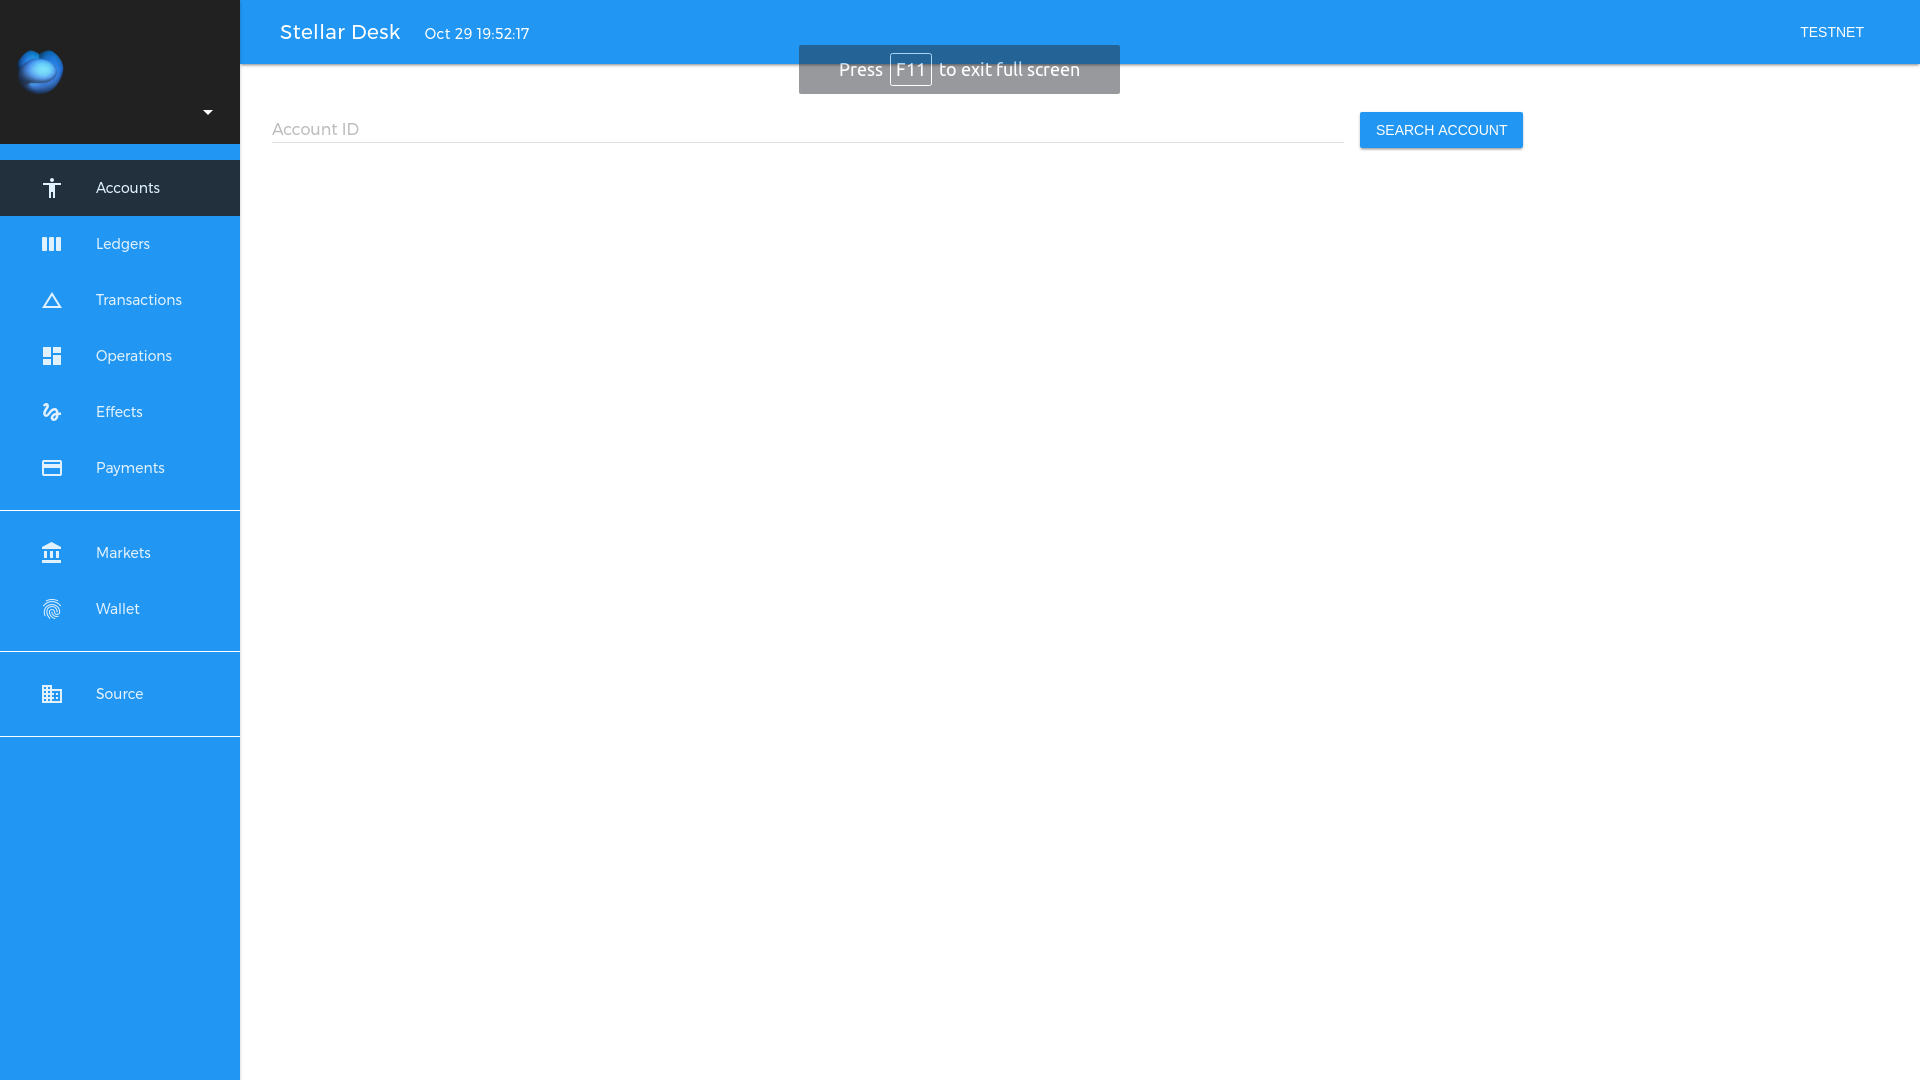 Stellar Desk
Oct 29 19:52:17
TESTNET
Press F11 to exit full screen
Account ID
SEARCH ACCOUNT
Accounts
Ledgers
Transactions
Operations
Effects
Payments
Markets
Wallet
Source